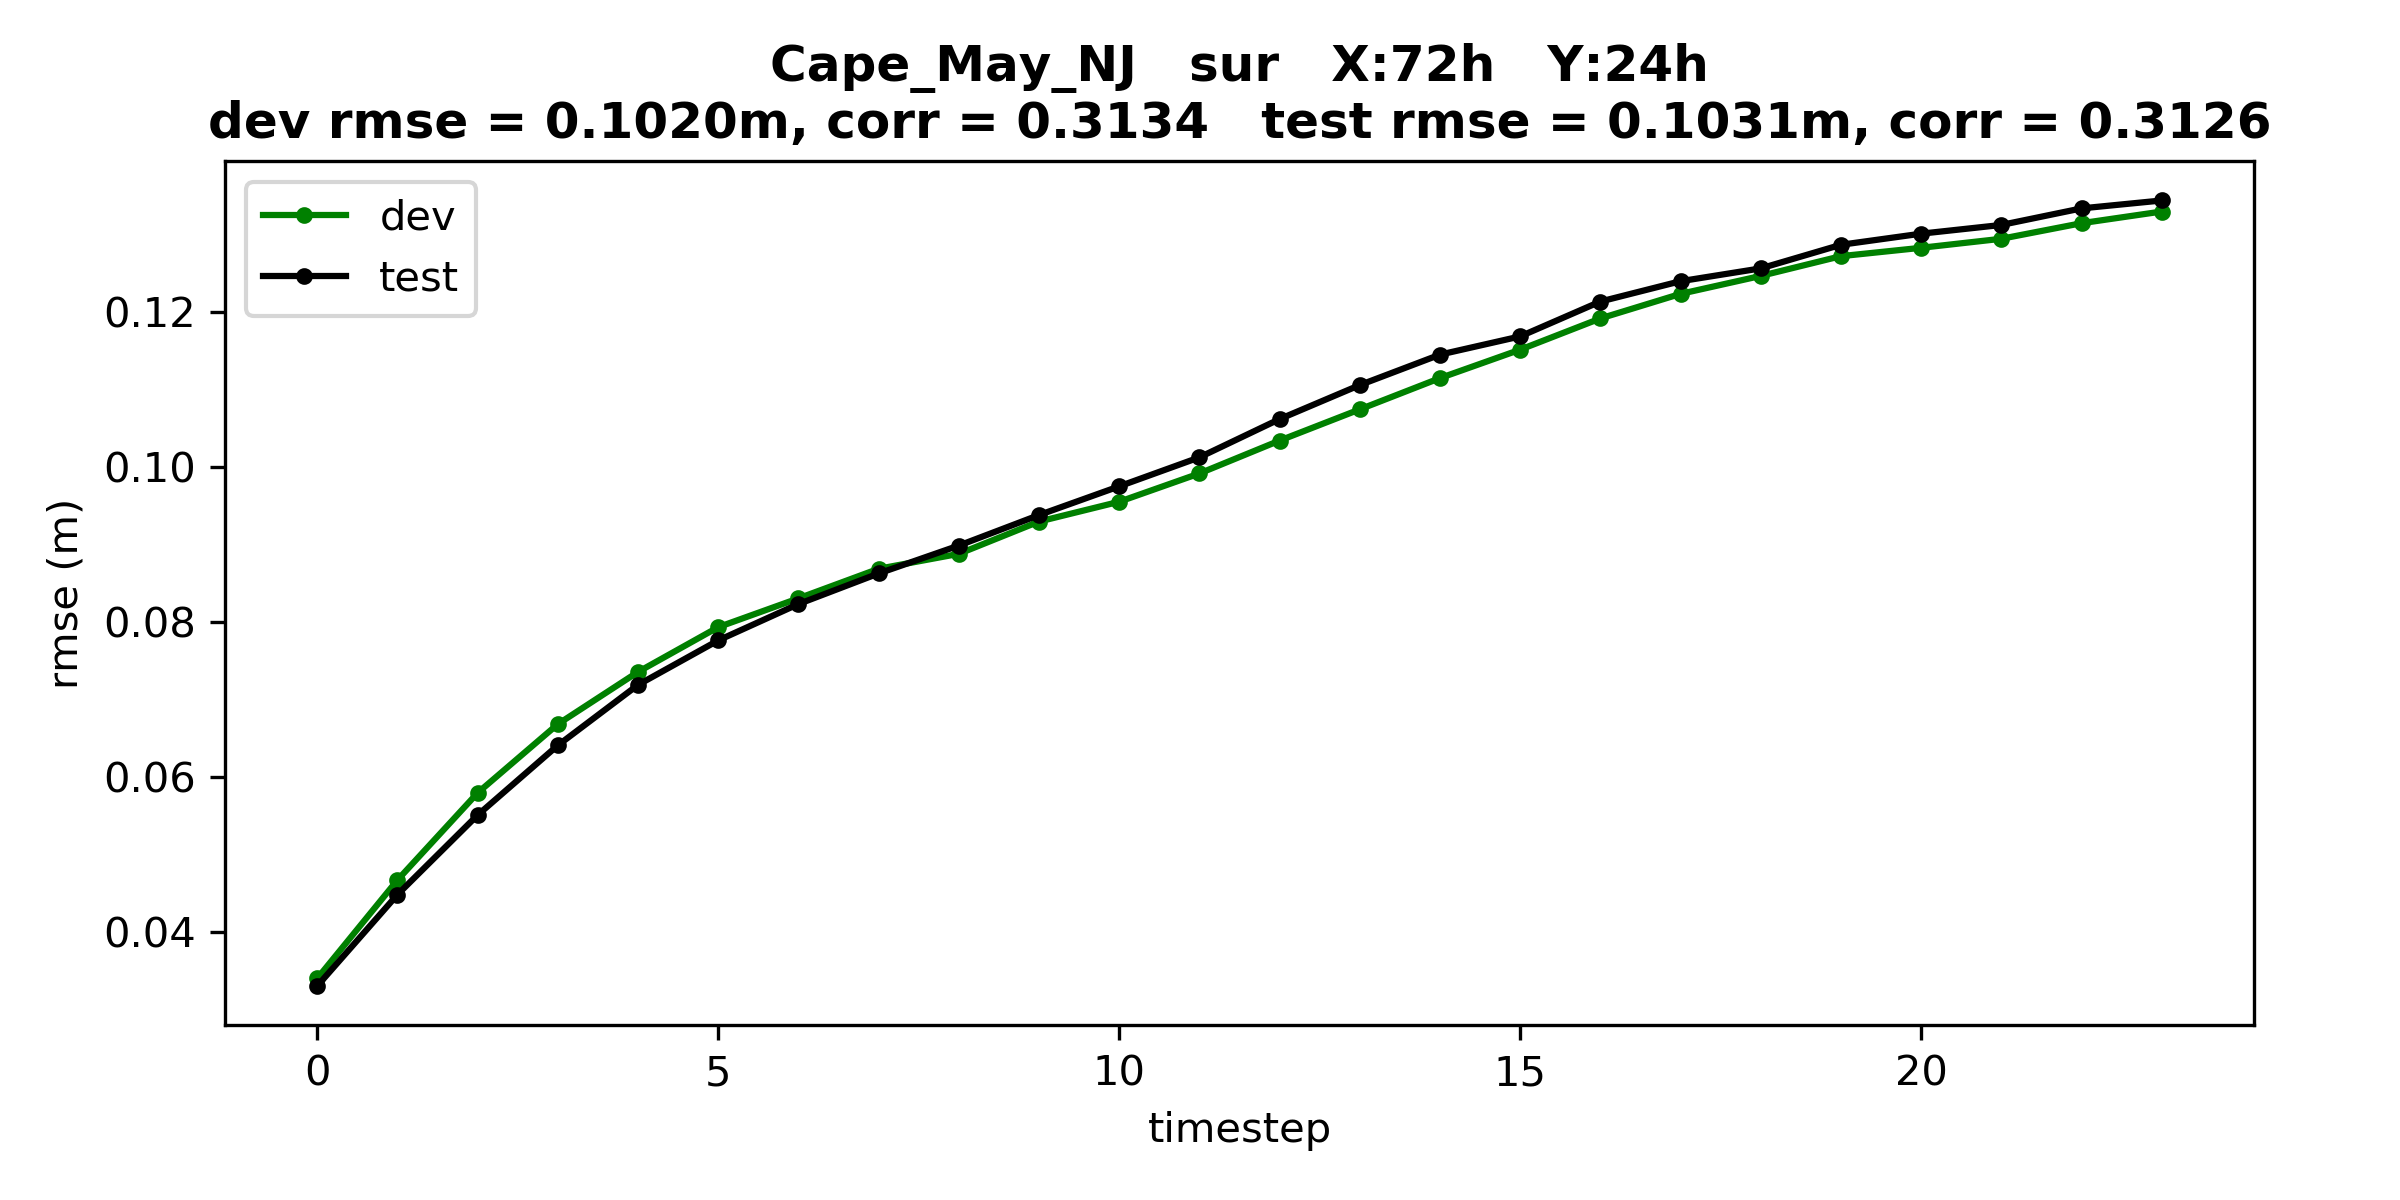 Cape_May_NJ   sur   X:72h   Y:24h
dev rmse = 0.1020m, corr = 0.3134   test rmse = 0.1031m, corr = 0.3126
dev
test
0.12
0.10
0.08
0.06
0.04
rmse (m)
0 5 10 15 20
timestep